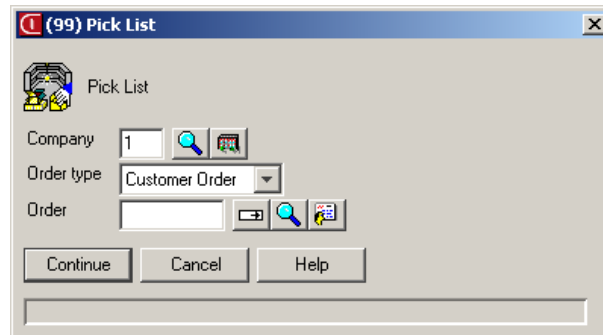 (99) Pick List
Pick List
Company 1
Order type Customer Order
Order
Continue Cancel Help